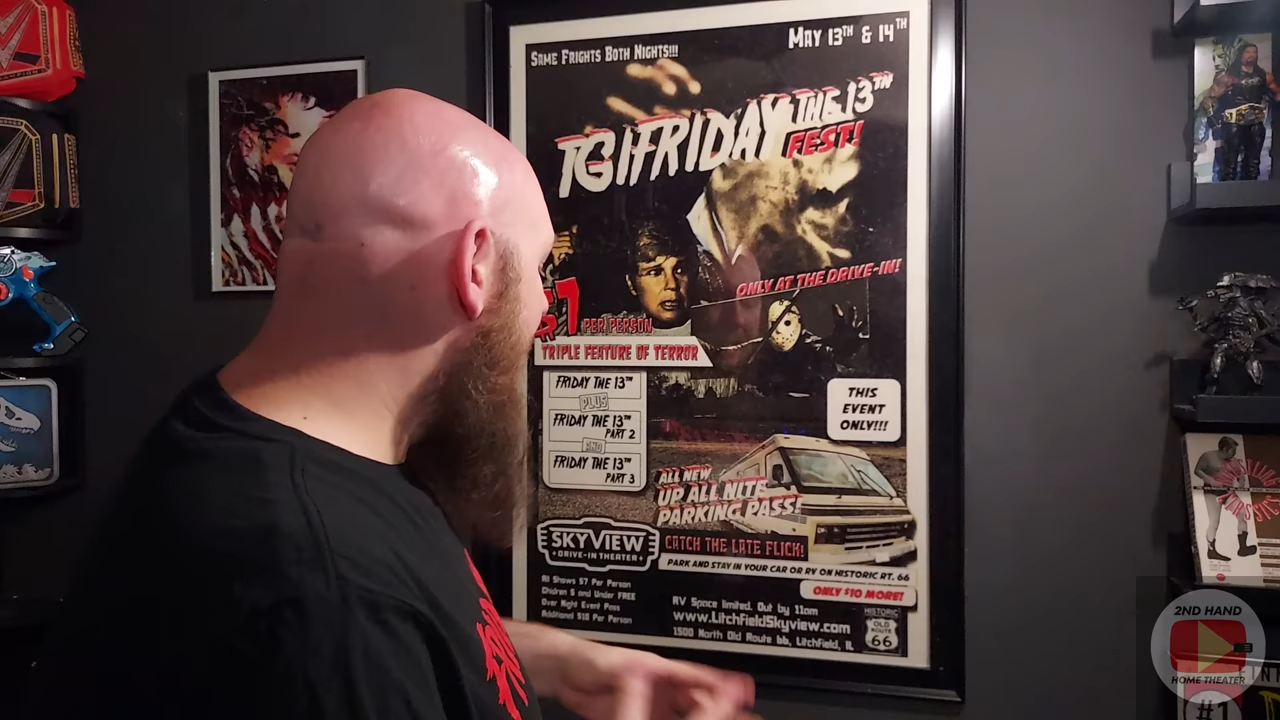 SAME FRIGHTS BOTH NIGHTS!!!
MAY 13TH & 14TH
TGIFRIDAY THE 13TH
FEST!
ONLY AT THE DRIVE-IN!
$7 PER PERSON
TRIPLE FEATURE OF TERROR
FRIDAY THE 13TH
PLUS
FRIDAY THE 13TH
PART 2
AND
FRIDAY THE 13TH
PART 3
THIS
EVENT
ONLY!!!
ALL NEW
UP ALL NITE
PARKING PASS!
SKYVIEW
DRIVE-IN THEATER
CATCH THE LATE FLICK!
PARK AND STAY IN YOUR CAR OR RV ON HISTORIC RT. 66
ONLY $10 MORE!
All Shows $7 Per Person
Children 5 and Under FREE
Over Night Event Pass
Additional $10 Per Person
RV Space limited. Out by 11am
www.LitchfieldSkyview.com
1500 North Old Route 66, Litchfield, IL
HISTORIC
OLD
ROUTE
66
CHAMPION
2ND HAND
HOME THEATER
#1